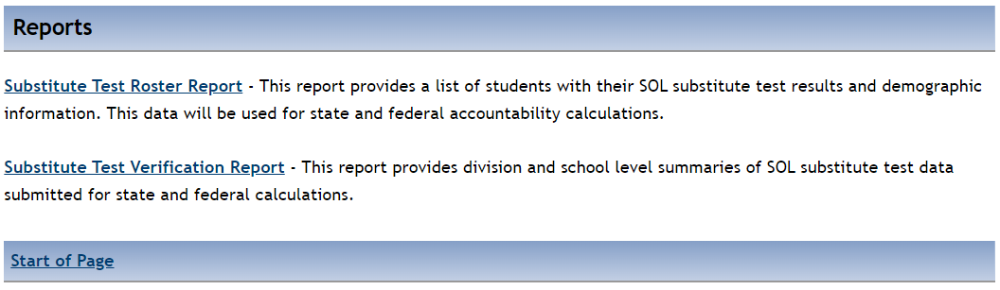 Reports
Substitute Test Roster Report - This report provides a list of students with their SOL substitute test results and demographic
information. This data will be used for state and federal accountability calculations.
Substitute Test Verification Report - This report provides division and school level summaries of SOL substitute test data
submitted for state and federal calculations.
Start of Page